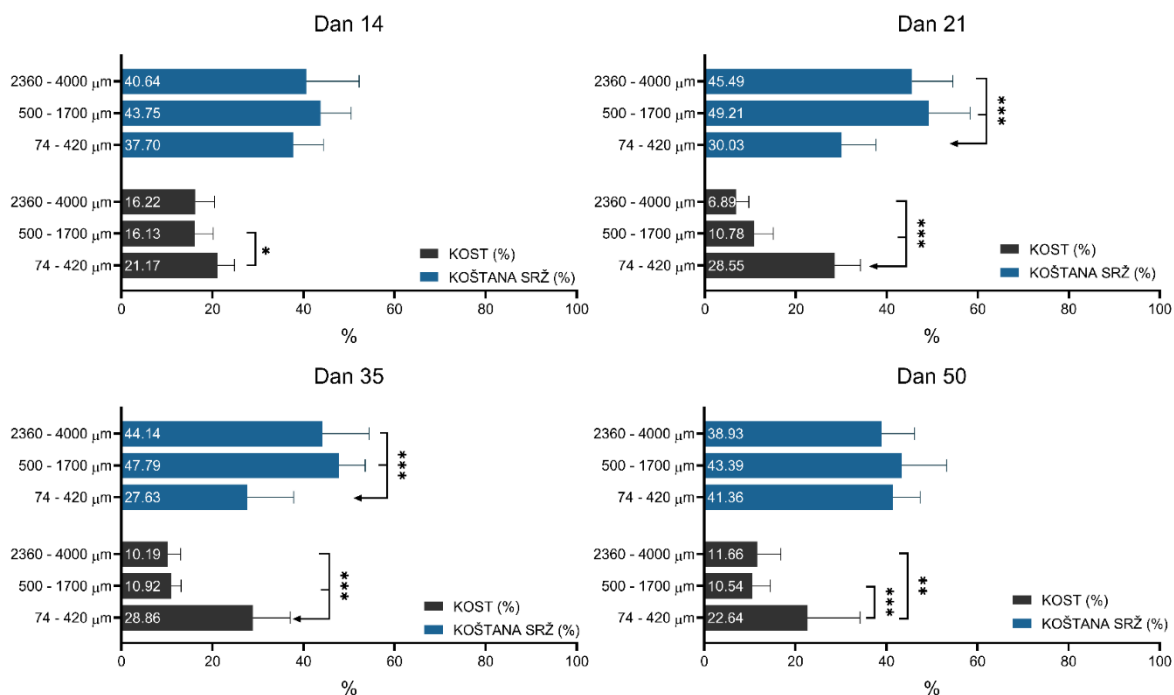 Dan 14
2360 - 4000 μm 40.64
500 - 1700 μm 43.75
74 - 420 μm 37.70
***
2360 - 4000 μm 16.22
500 - 1700 μm 16.13
74 - 420 μm 21.17
*
KOST (%)
KOŠTANA SRŽ (%)
0 20 40 60 80 100
%
Dan 21
2360 - 4000 μm 45.49
500 - 1700 μm 49.21
74 - 420 μm 30.03
***
2360 - 4000 μm 6.89
500 - 1700 μm 10.78
74 - 420 μm 28.55
***
KOST (%)
KOŠTANA SRŽ (%)
0 20 40 60 80 100
%
Dan 35
2360 - 4000 μm 44.14
500 - 1700 μm 47.79
74 - 420 μm 27.63
***
2360 - 4000 μm 10.19
500 - 1700 μm 10.92
74 - 420 μm 28.86
***
KOST (%)
KOŠTANA SRŽ (%)
0 20 40 60 80 100
%
Dan 50
2360 - 4000 μm 38.93
500 - 1700 μm 43.39
74 - 420 μm 41.36
2360 - 4000 μm 11.66
500 - 1700 μm 10.54
74 - 420 μm 22.64
*** **
KOST (%)
KOŠTANA SRŽ (%)
0 20 40 60 80 100
%